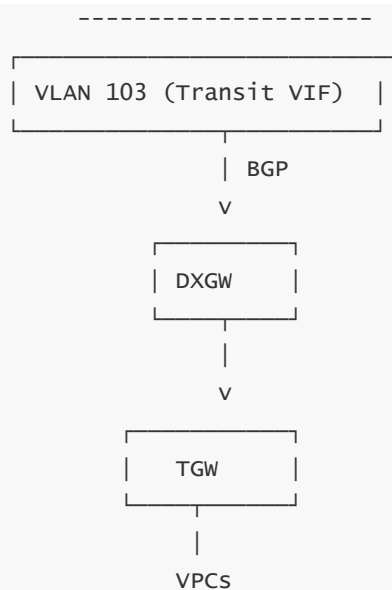 VLAN 103 (Transit VIF)
BGP
v
DXGW
v
TGW
VPCs